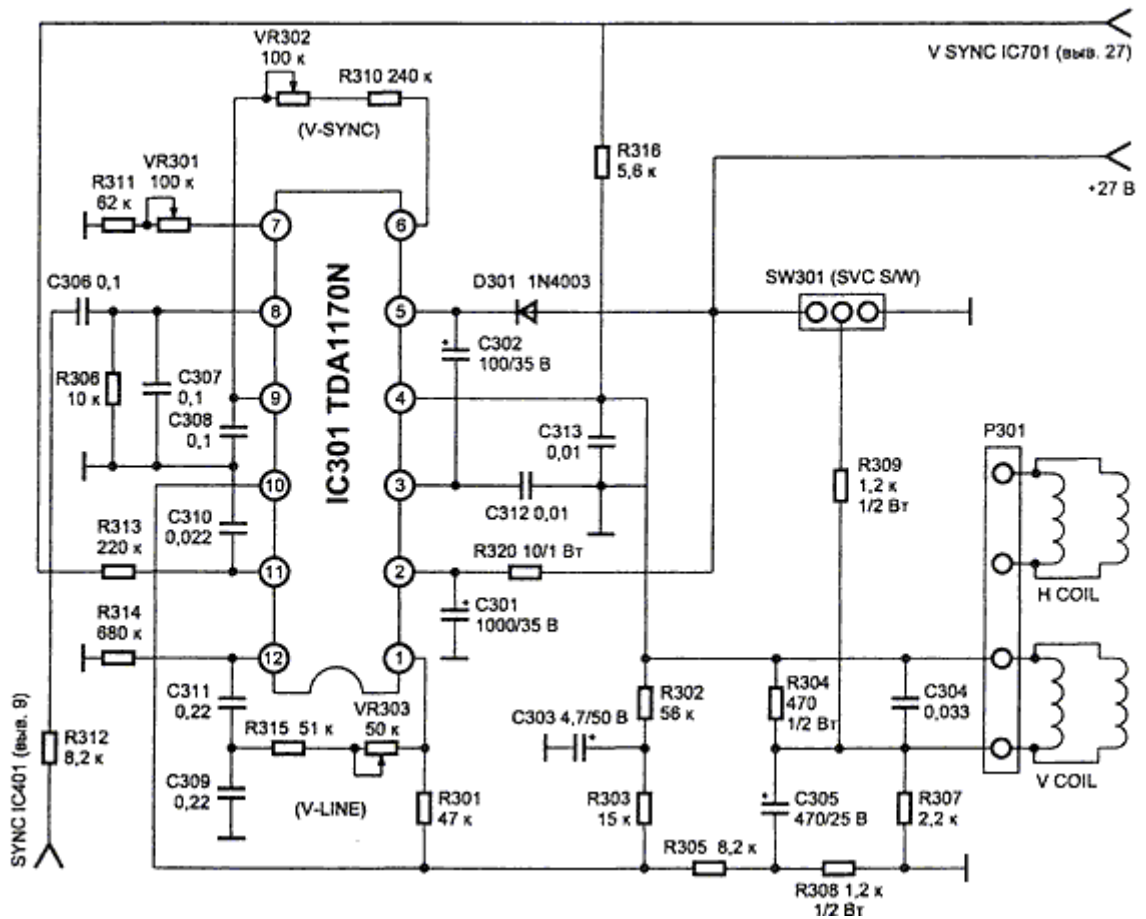 VR302
100 к
R310 240 к
(V-SYNC)
V SYNC IC701 (выв. 27)
R316
5,6 к
+27 В
VR301
100 к
R311
62 к
7
6
C306 0,1
D301 1N4003
SW301 (SVC S/W)
8
5
C302
100/35 В
R306
10 к
C307
0,1
C308
0,1
IC301 TDA1170N
9
4
C313
0,01
P301
R309
1,2 к
1/2 Вт
10
3
C312 0,01
C310
0,022
R313
220 к
R320 10/1 Вт
11
2
H COIL
C301
1000/35 В
R314
680 к
12
1
C311
0,22
R302
56 к
R304
470
1/2 Вт
C304
0,033
VR303
50 к
R315 51 к
C303 4,7/50 В
R312
8,2 к
SYNC IC401 (выв. 9)
C309
0,22
(V-LINE)
R301
47 к
R303
15 к
C305
470/25 В
R307
2,2 к
V COIL
R305 8,2 к
R308 1,2 к
1/2 Вт